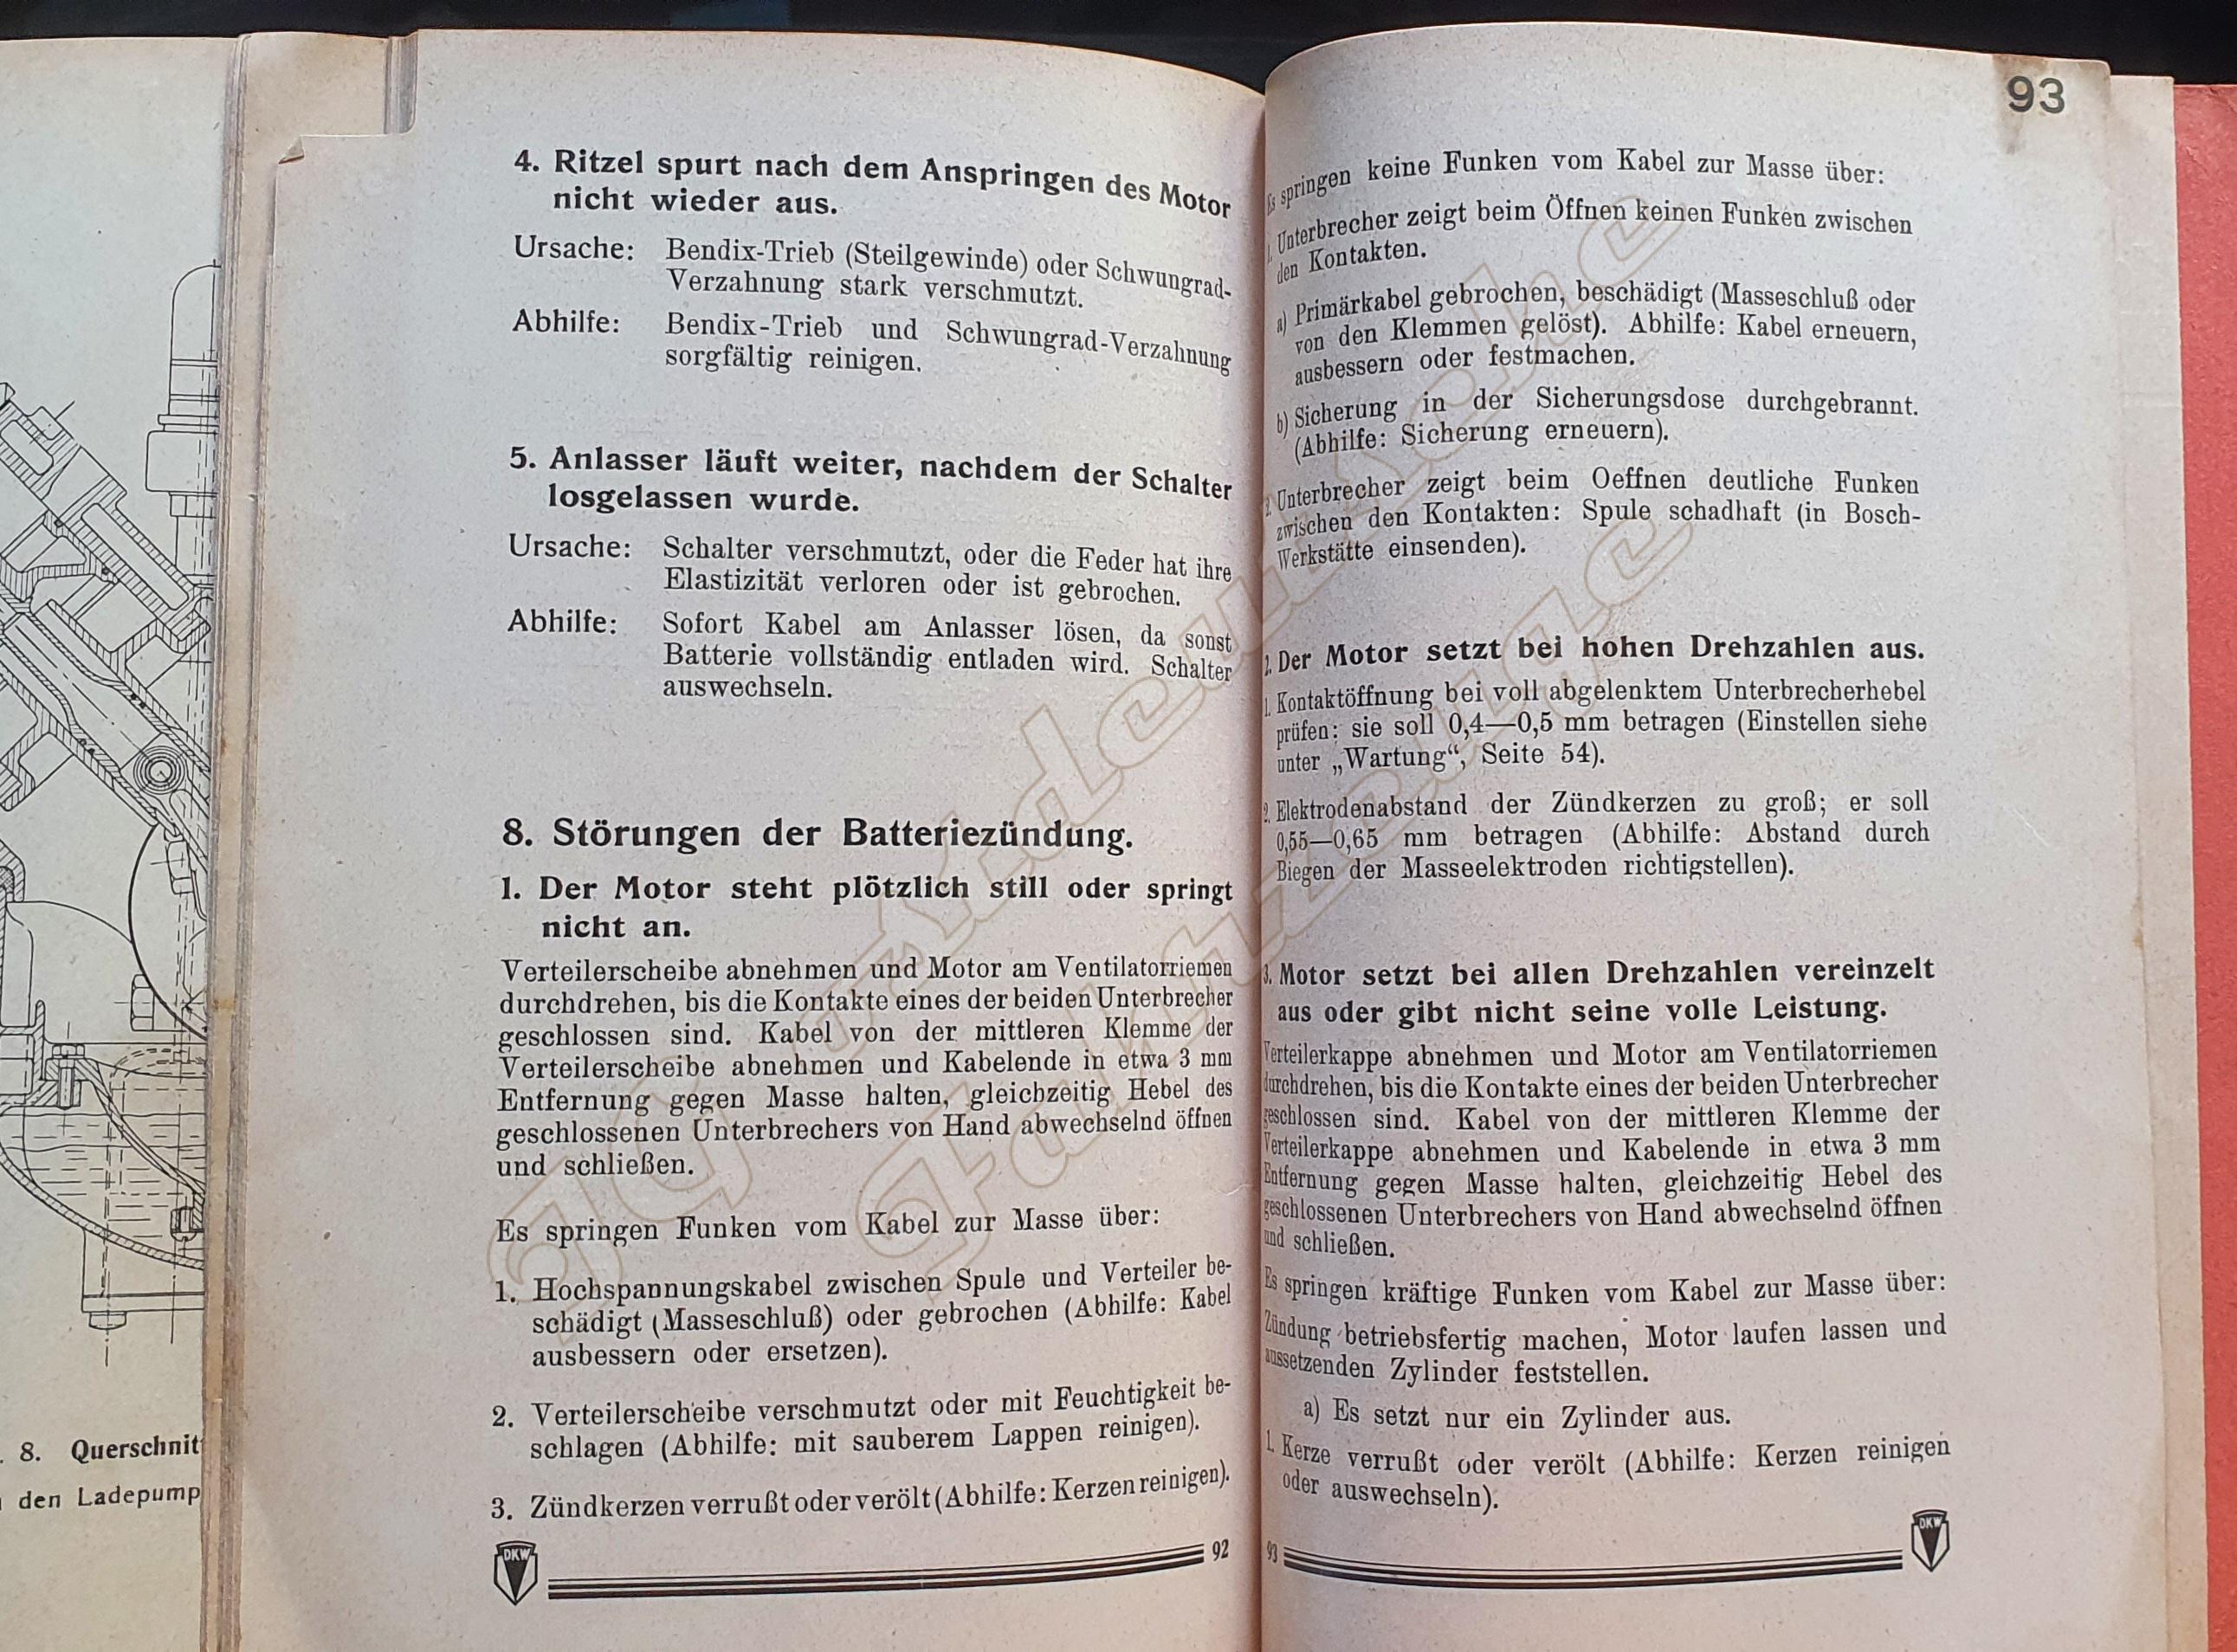 8. Querschnit
den Ladepump
4. Ritzel spurt nach dem Anspringen des Motor
nicht wieder aus.
Ursache: Bendix-Trieb (Steilgewinde) oder Schwungrad-
Verzahnung stark verschmutzt.
Abhilfe: Bendix-Trieb und Schwungrad-Verzahnung
sorgfältig reinigen.
5. Anlasser läuft weiter, nachdem der Schalter
losgelassen wurde.
Ursache: Schalter verschmutzt, oder die Feder hat ihre
Elastizität verloren oder ist gebrochen.
Abhilfe: Sofort Kabel am Anlasser lösen, da sonst
Batterie vollständig entladen wird. Schalter
auswechseln.
8. Störungen der Batteriezündung.
1. Der Motor steht plötzlich still oder springt
nicht an.
Verteilerscheibe abnehmen und Motor am Ventilatorriemen
durchdrehen, bis die Kontakte eines der beiden Unterbrecher
geschlossen sind. Kabel von der mittleren Klemme der
Verteilerscheibe abnehmen und Kabelende in etwa 3 mm
Entfernung gegen Masse halten, gleichzeitig Hebel des
geschlossenen Unterbrechers von Hand abwechselnd öffnen
und schließen.
Es springen Funken vom Kabel zur Masse über:
1. Hochspannungskabel zwischen Spule und Verteiler be-
schädigt (Masseschluß) oder gebrochen (Abhilfe: Kabel
ausbessern oder ersetzen).
2. Verteilerscheibe verschmutzt oder mit Feuchtigkeit be-
schlagen (Abhilfe: mit sauberem Lappen reinigen).
3. Zündkerzen verrußt oder verölt (Abhilfe: Kerzen reinigen).
DKW
92
93
Es springen keine Funken vom Kabel zur Masse über:
1. Unterbrecher zeigt beim Öffnen keinen Funken zwischen
den Kontakten.
a) Primärkabel gebrochen, beschädigt (Masseschluß oder
von den Klemmen gelöst). Abhilfe: Kabel erneuern,
ausbessern oder festmachen.
b) Sicherung in der Sicherungsdose durchgebrannt.
(Abhilfe: Sicherung erneuern).
2. Unterbrecher zeigt beim Oeffnen deutliche Funken
zwischen den Kontakten: Spule schadhaft (in Bosch-
Werkstätte einsenden).
2. Der Motor setzt bei hohen Drehzahlen aus.
1. Kontaktöffnung bei voll abgelenktem Unterbrecherhebel
prüfen; sie soll 0,4—0,5 mm betragen (Einstellen siehe
unter „Wartung“, Seite 54).
2. Elektrodenabstand der Zündkerzen zu groß; er soll
0,55—0,65 mm betragen (Abhilfe: Abstand durch
Biegen der Masseelektroden richtigstellen).
3. Motor setzt bei allen Drehzahlen vereinzelt
aus oder gibt nicht seine volle Leistung.
Verteilerkappe abnehmen und Motor am Ventilatorriemen
durchdrehen, bis die Kontakte eines der beiden Unterbrecher
geschlossen sind. Kabel von der mittleren Klemme der
Verteilerkappe abnehmen und Kabelende in etwa 3 mm
Entfernung gegen Masse halten, gleichzeitig Hebel des
geschlossenen Unterbrechers von Hand abwechselnd öffnen
und schließen.
Es springen kräftige Funken vom Kabel zur Masse über:
Zündung betriebsfertig machen, Motor laufen lassen und
aussetzenden Zylinder feststellen.
a) Es setzt nur ein Zylinder aus.
1. Kerze verrußt oder verölt (Abhilfe: Kerzen reinigen
oder auswechseln).
93
DKW
IG Ostdeutsche
Fahrzeuge